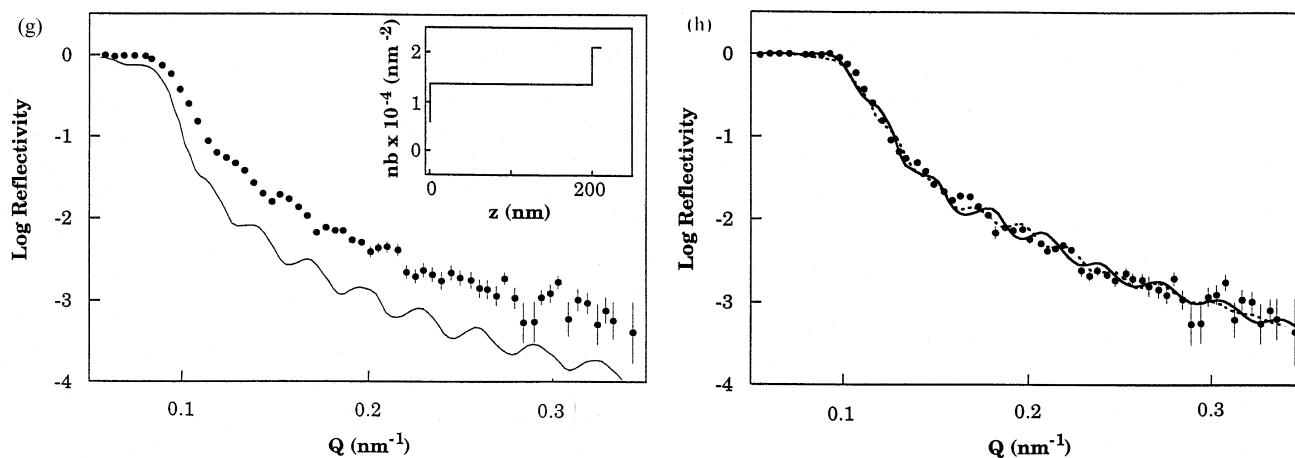 (g)
0
-1
-2
-3
-4
Log Reflectivity
0.1
0.2
0.3
Q (nm⁻¹)
2
1
0
nb x 10⁻⁴ (nm⁻²)
0
200
z (nm)
(h)
0
-1
-2
-3
-4
Log Reflectivity
0.1
0.2
0.3
Q (nm⁻¹)